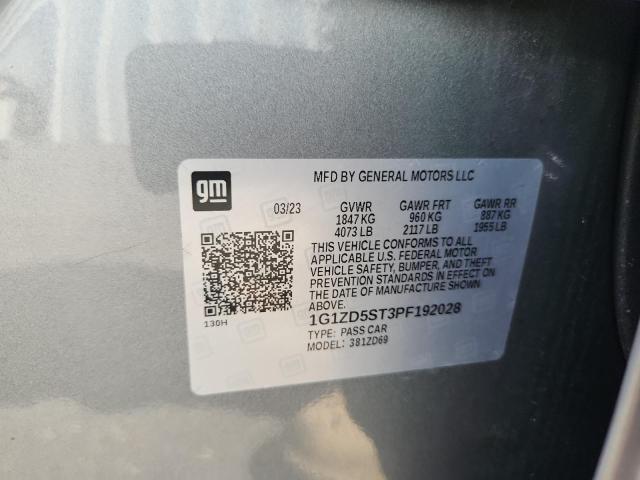 gm
MFD BY GENERAL MOTORS LLC
03/23 GVWR GAWR FRT GAWR RR
1847 KG 960 KG 887 KG
4073 LB 2117 LB 1955 LB
THIS VEHICLE CONFORMS TO ALL
APPLICABLE U.S. FEDERAL MOTOR
VEHICLE SAFETY, BUMPER, AND THEFT
PREVENTION STANDARDS IN EFFECT ON
THE DATE OF MANUFACTURE SHOWN
ABOVE.
130H
1G1ZD5ST3PF192028
TYPE: PASS CAR
MODEL: 381ZD69